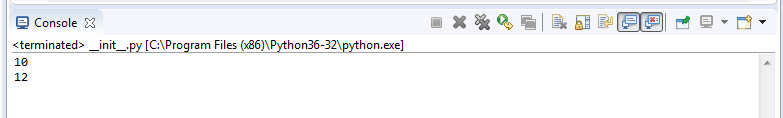 Console
<terminated> __init__.py [C:\Program Files (x86)\Python36-32\python.exe]
10
12